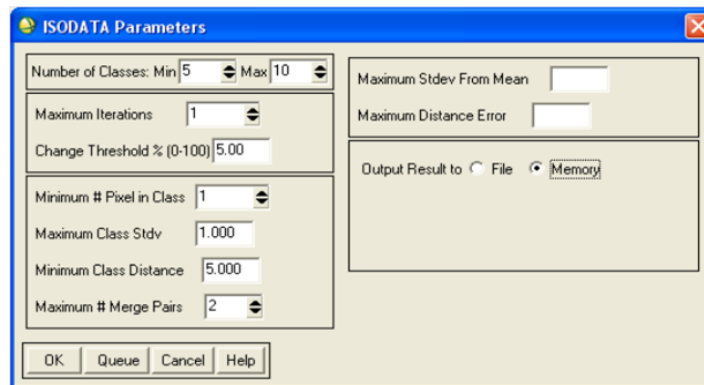 ISODATA Parameters
Number of Classes: Min 5 Max 10
Maximum Iterations 1
Change Threshold % (0-100) 5.00
Minimum # Pixel in Class 1
Maximum Class Stdv 1.000
Minimum Class Distance 5.000
Maximum # Merge Pairs 2
Maximum Stdev From Mean
Maximum Distance Error
Output Result to File Memory
OK Queue Cancel Help